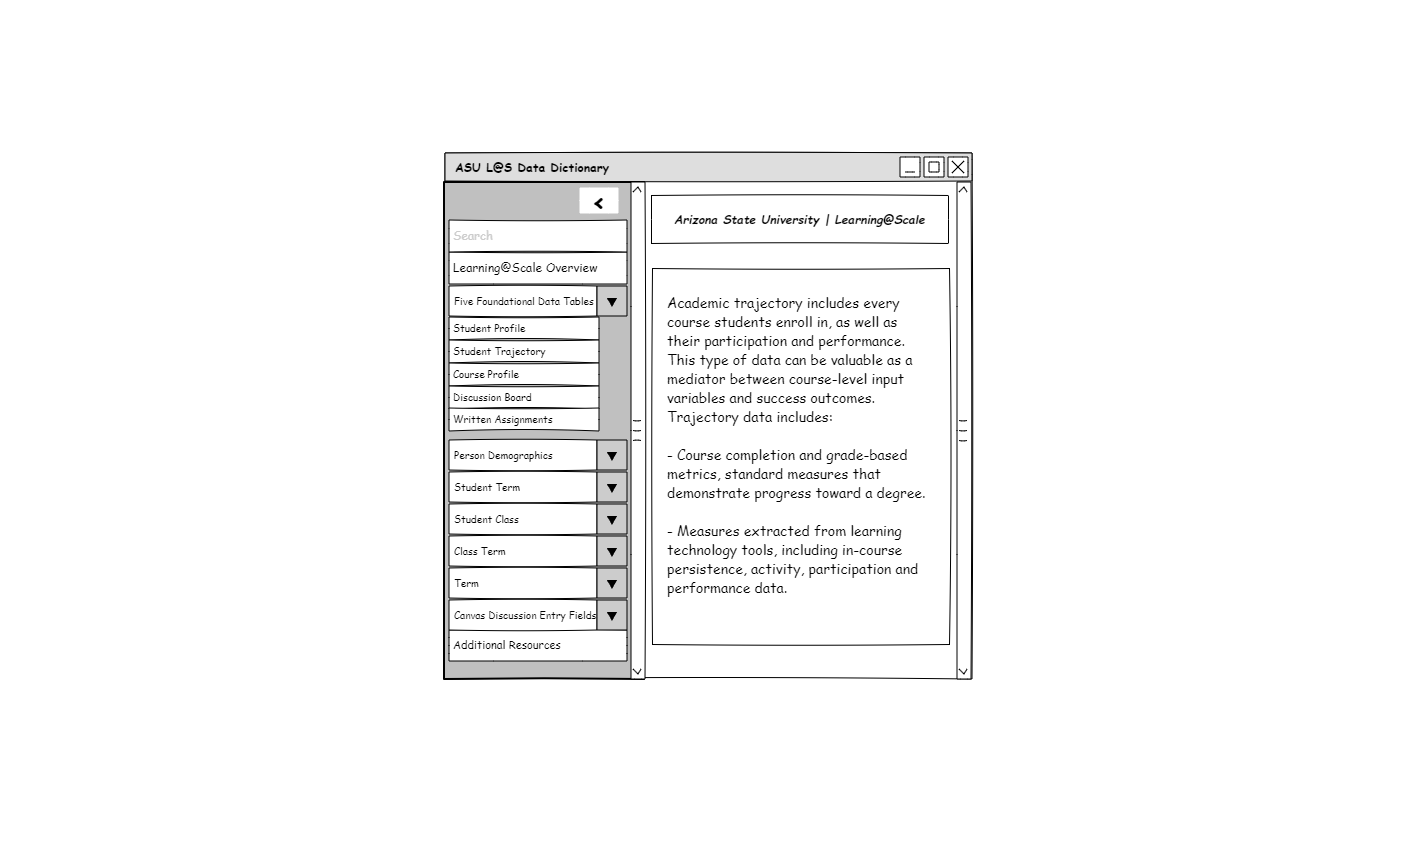 ASU L@S Data Dictionary
Search
Learning@Scale Overview
Five Foundational Data Tables
Student Profile
Student Trajectory
Course Profile
Discussion Board
Written Assignments
Person Demographics
Student Term
Student Class
Class Term
Term
Canvas Discussion Entry Fields
Additional Resources
Arizona State University | Learning@Scale
Academic trajectory includes every
course students enroll in, as well as
their participation and performance.
This type of data can be valuable as a
mediator between course-level input
variables and success outcomes.
Trajectory data includes:
- Course completion and grade-based
metrics, standard measures that
demonstrate progress toward a degree.
- Measures extracted from learning
technology tools, including in-course
persistence, activity, participation and
performance data.